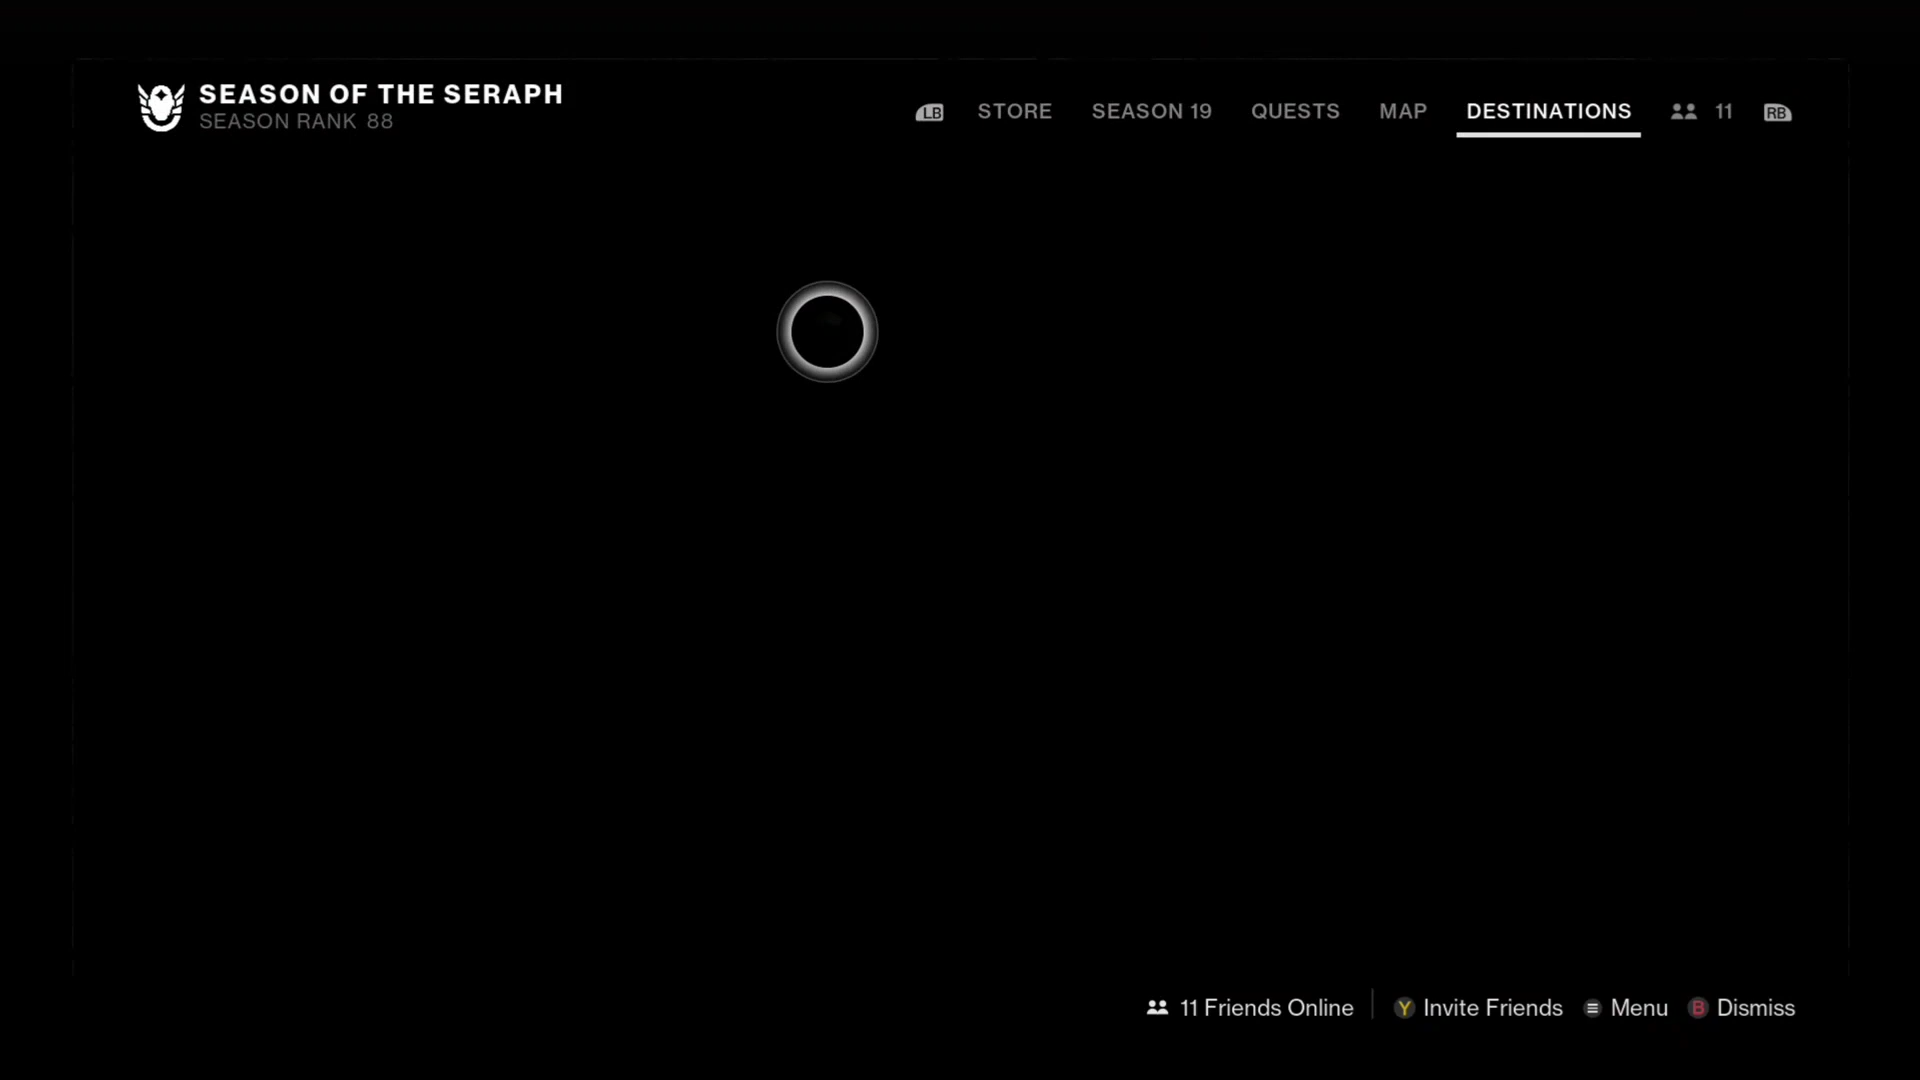 SEASON OF THE SERAPH
SEASON RANK 88
LB STORE SEASON 19 QUESTS MAP DESTINATIONS 11 RB
11 Friends Online Y Invite Friends Menu B Dismiss